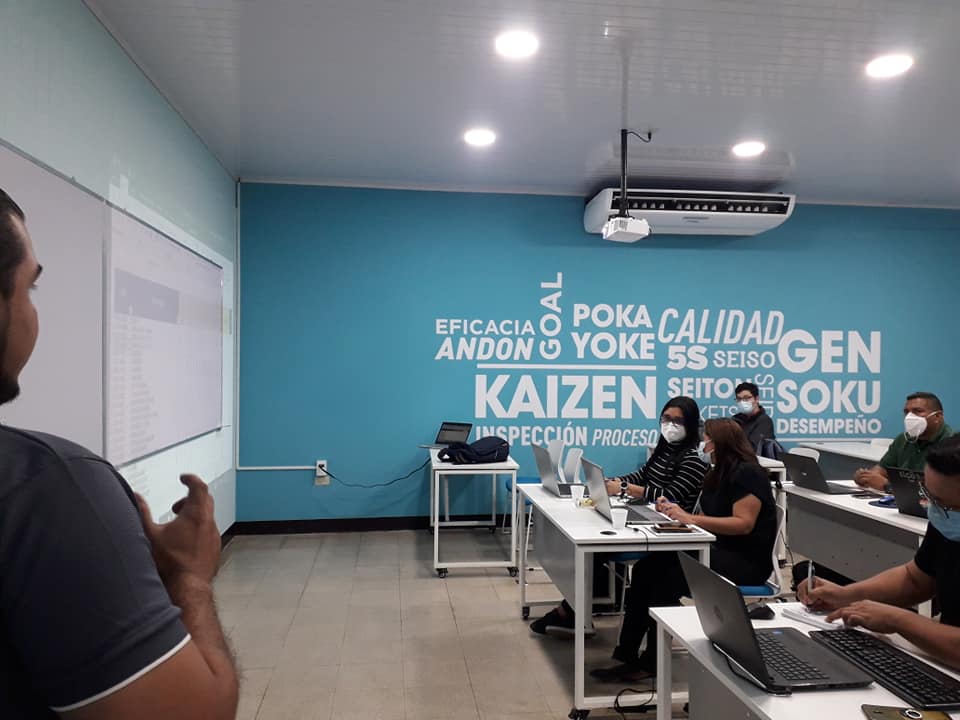 EFICACIA
GOAL
POKA
CALIDAD
GEN
ANDON
YOKE
5S
SEISO
KAIZEN
SEITON
SOKU
INSPECCIÓN
PROCESO
DESEMPEÑO